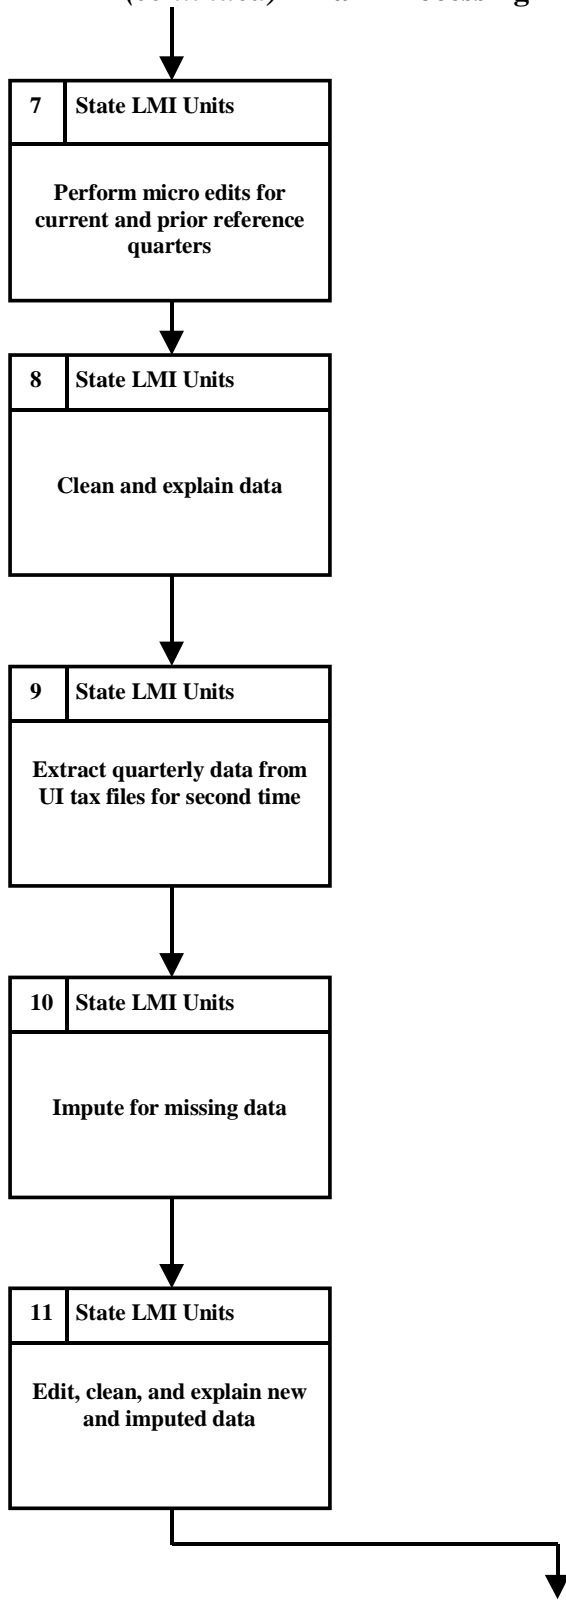 7 State LMI Units
Perform micro edits for
current and prior reference
quarters
8 State LMI Units
Clean and explain data
9 State LMI Units
Extract quarterly data from
UI tax files for second time
10 State LMI Units
Impute for missing data
11 State LMI Units
Edit, clean, and explain new
and imputed data